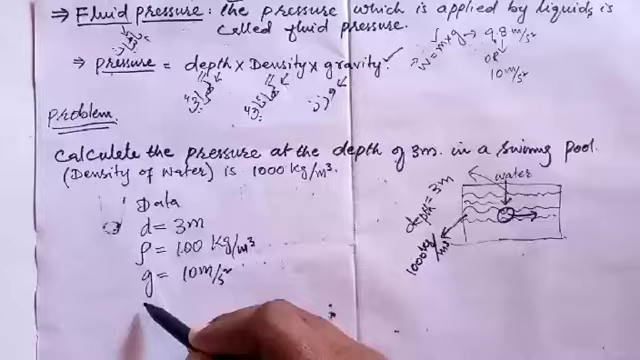 ⇒ Fluid pressure : the pressure which is applied by liquids is
called fluid pressure.
⇒ pressure = depth x Density x gravity.
W = m x g → 9.8 m/s²
OR
10 m/s²
Problem
Calculate the pressure at the depth of 3m. in a swimg pool.
(Density of water) is 1000 kg/m³.
water
depth = 3m
1000 kg/m³
Data
d = 3m
ρ = 100 kg/m³
g = 10 m/s²